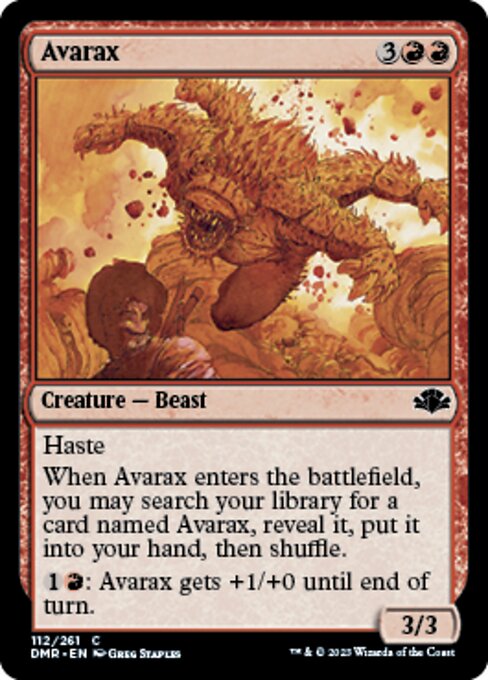 Avarax 3
Creature — Beast
Haste
When Avarax enters the battlefield,
you may search your library for a
card named Avarax, reveal it, put it
into your hand, then shuffle.
1 : Avarax gets +1/+0 until end of
turn.
3/3
112/261 C
DMR • EN Greg Staples
™ & © 2023 Wizards of the Coast